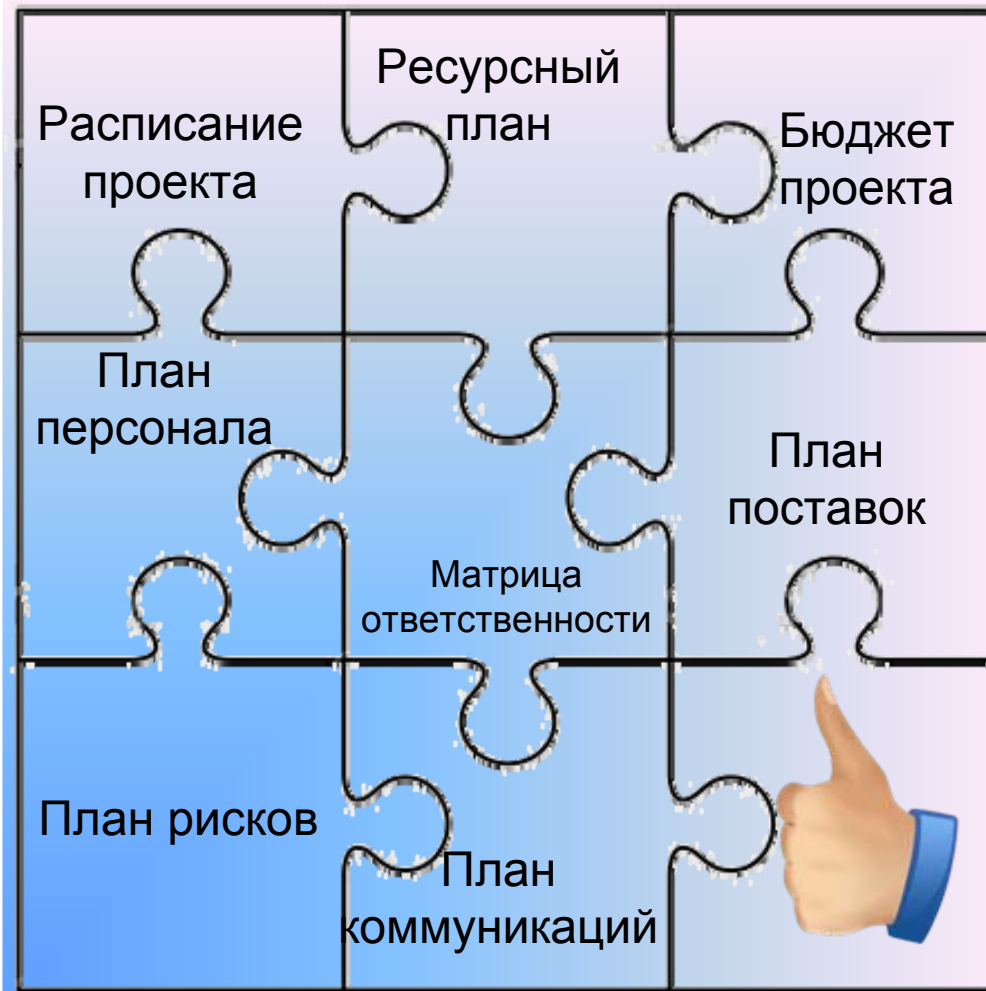 Расписание
проекта
Ресурсный
план
Бюджет
проекта
План
персонала
Матрица
ответственности
План
поставок
План рисков
План
коммуникаций